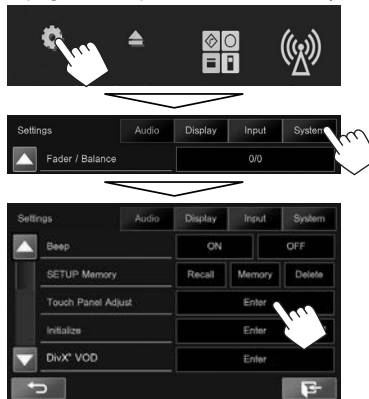 Settings Audio Display Input System
Fader / Balance 0/0
Settings Audio Display Input System
Beep ON OFF
SETUP Memory Recall Memory Delete
Touch Panel Adjust Enter
Initialize Enter
DivX® VOD Enter